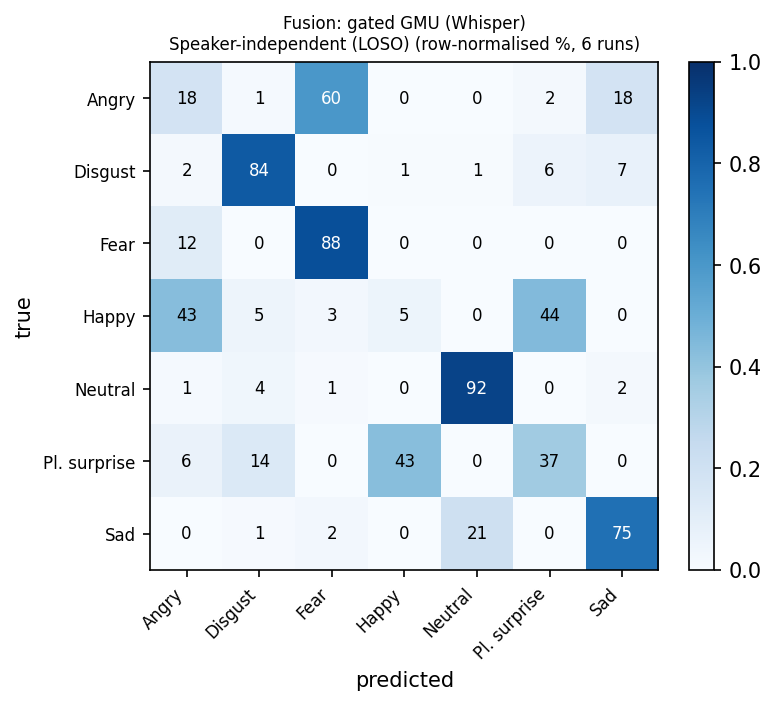 Fusion: gated GMU (Whisper)
Speaker-independent (LOSO) (row-normalised %, 6 runs)
true
Angry 18 1 60 0 0 2 18
Disgust 2 84 0 1 1 6 7
Fear 12 0 88 0 0 0 0
Happy 43 5 3 5 0 44 0
Neutral 1 4 1 0 92 0 2
Pl. surprise 6 14 0 43 0 37 0
Sad 0 1 2 0 21 0 75
Angry Disgust Fear Happy Neutral Pl. surprise Sad
predicted
1.0
0.8
0.6
0.4
0.2
0.0